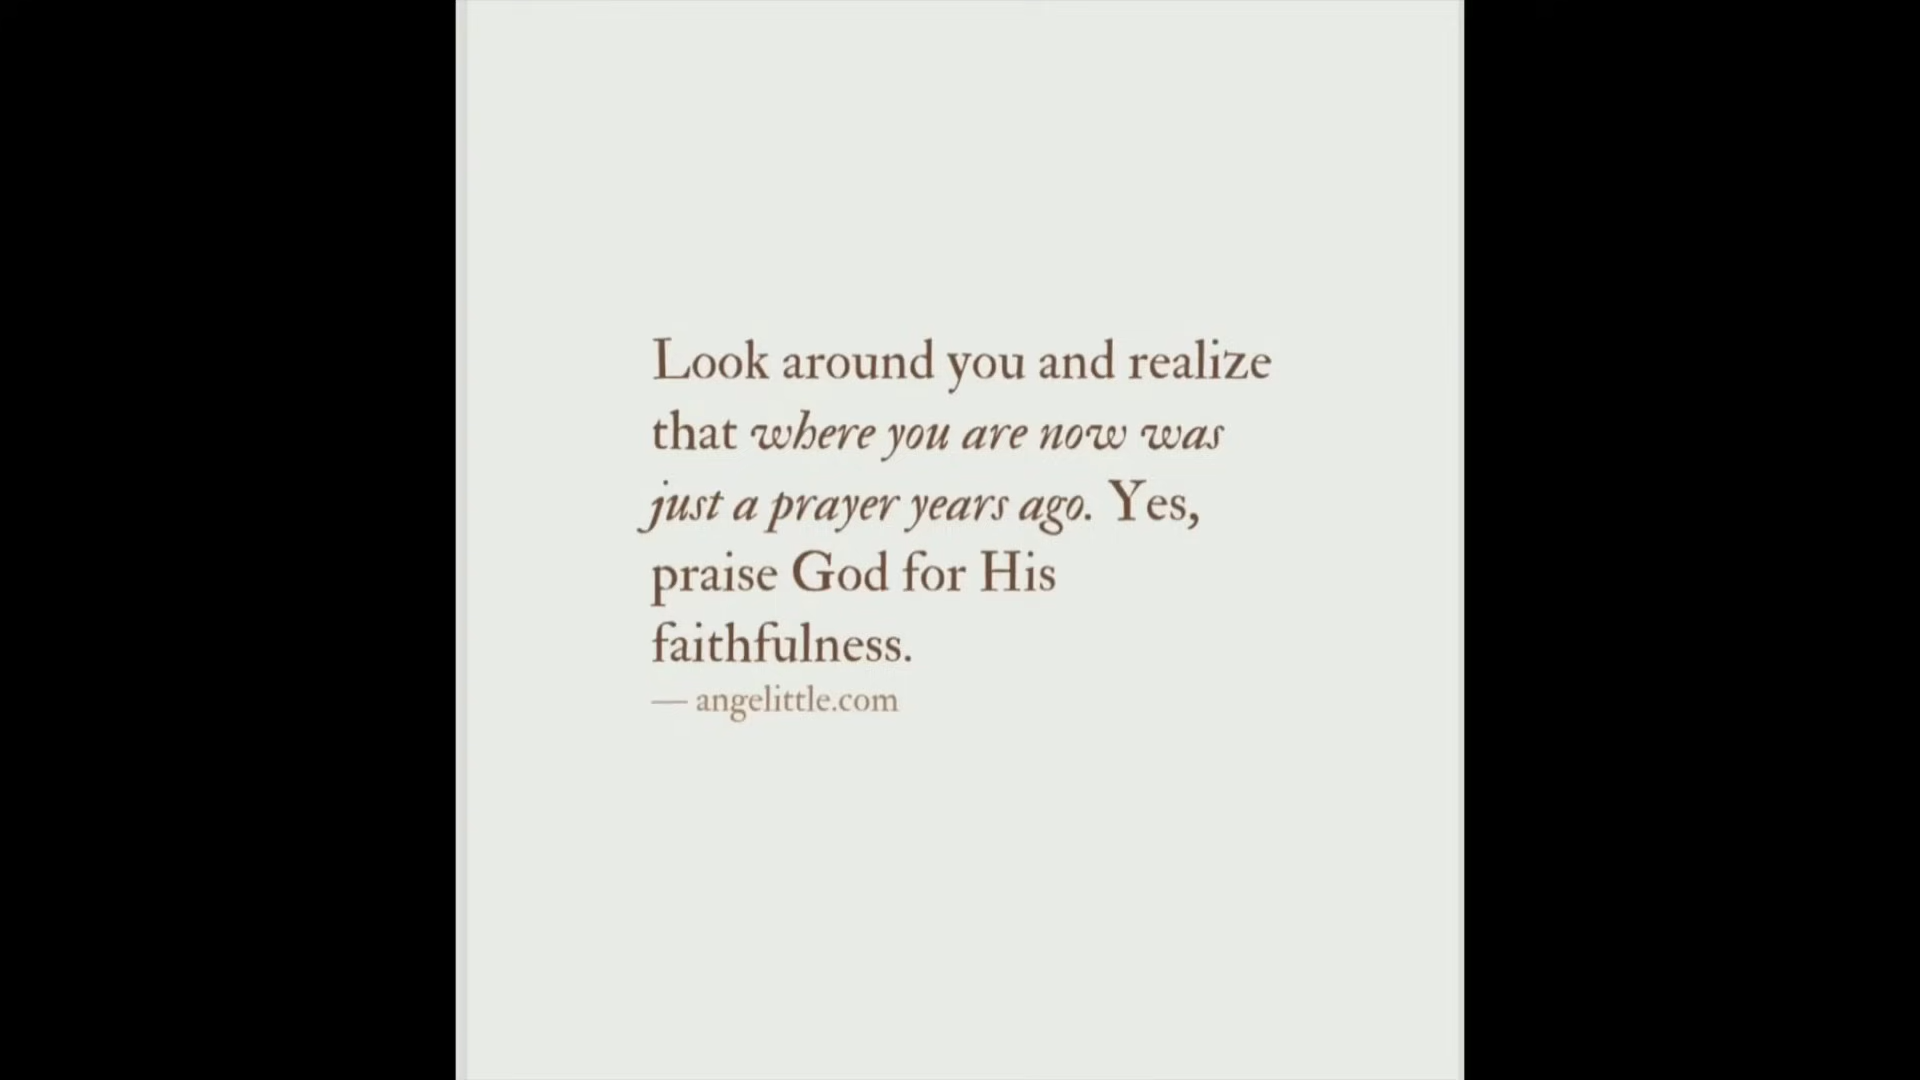 Look around you and realize
that where you are now was
just a prayer years ago. Yes,
praise God for His
faithfulness.
— angelittle.com